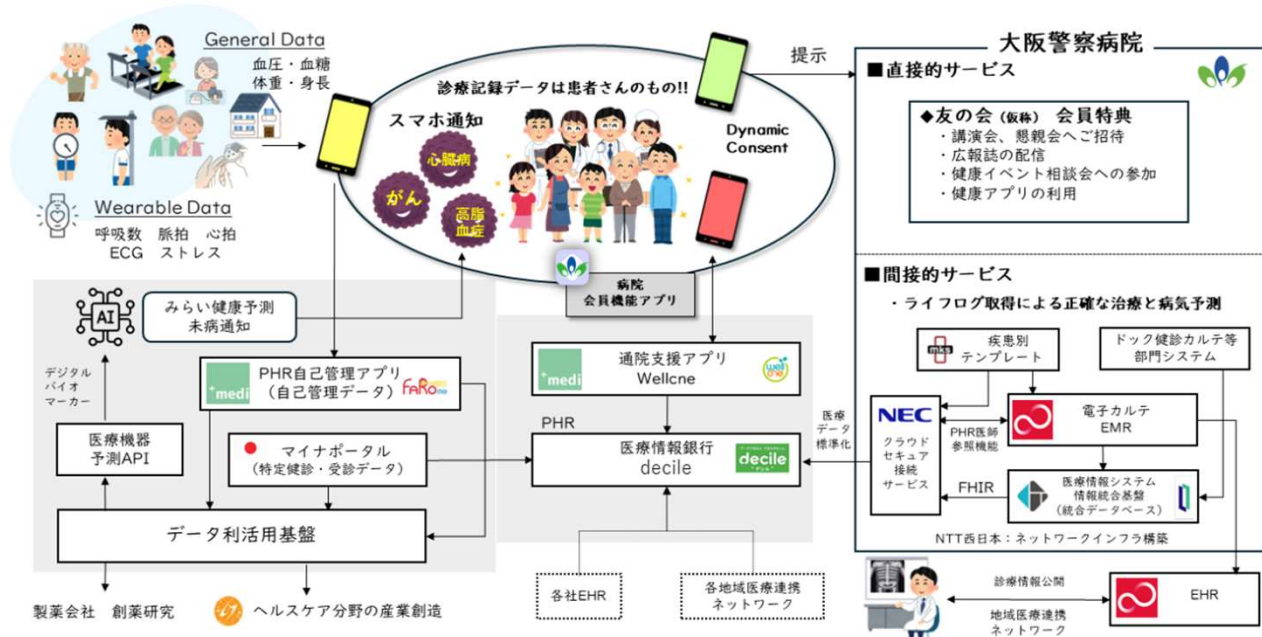 General Data
血圧・血糖
体重・身長
Wearable Data
呼吸数 脈拍 心拍
ECG ストレス
診療記録データは患者さんのもの!!
スマホ通知
心臓病
がん
高脂
血症
Dynamic
Consent
病院
会員機能アプリ
提示
大阪警察病院
■直接的サービス
◆友の会(仮称) 会員特典
・講演会、懇親会へご招待
・広報誌の配信
・健康イベント相談会への参加
・健康アプリの利用
■間接的サービス
・ライフログ取得による正確な治療と病気予測
mks
疾患別
テンプレート
ドック健診カルテ等
部門システム
NEC
クラウド
セキュア
接続
サービス
PHR医師
参照機能
電子カルテ
EMR
FHIR
医療情報システム
情報統合基盤
(統合データベース)
NTT西日本:ネットワークインフラ構築
AI
みらい健康予測
未病通知
デジタル
バイオ
マーカー
医療機器
予測API
+medi
PHR自己管理アプリ
(自己管理データ)
FARO
マイナポータル
(特定健診・受診データ)
データ利活用基盤
製薬会社 創薬研究
ヘルスケア分野の産業創造
+medi
通院支援アプリ
Wellcne
well
cne
PHR
医療情報銀行
decile
decile
医療
データ
標準化
各社EHR
各地域医療連携
ネットワーク
診療情報公開
地域医療連携
ネットワーク
EHR